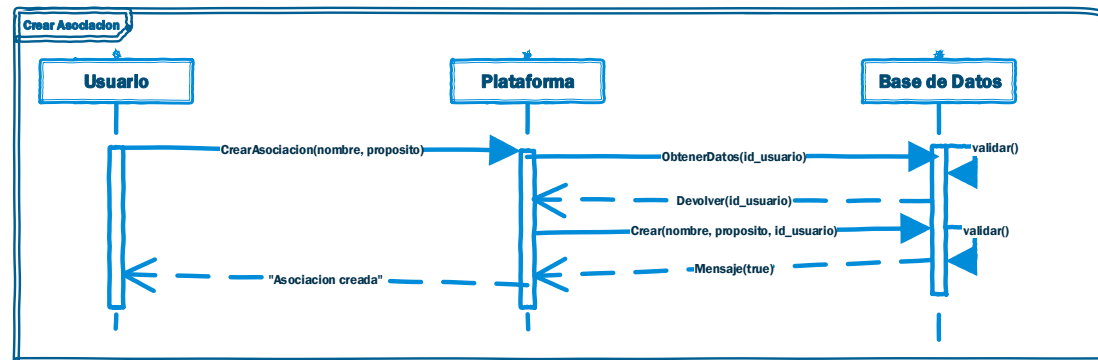 Crear Asociacion
Usuario
Plataforma
Base de Datos
CrearAsociacion(nombre, proposito)
validar()
ObtenerDatos(id_usuario)
Devolver(id_usuario)
Crear(nombre, proposito, id_usuario)
validar()
Mensaje(true)
"Asociacion creada"